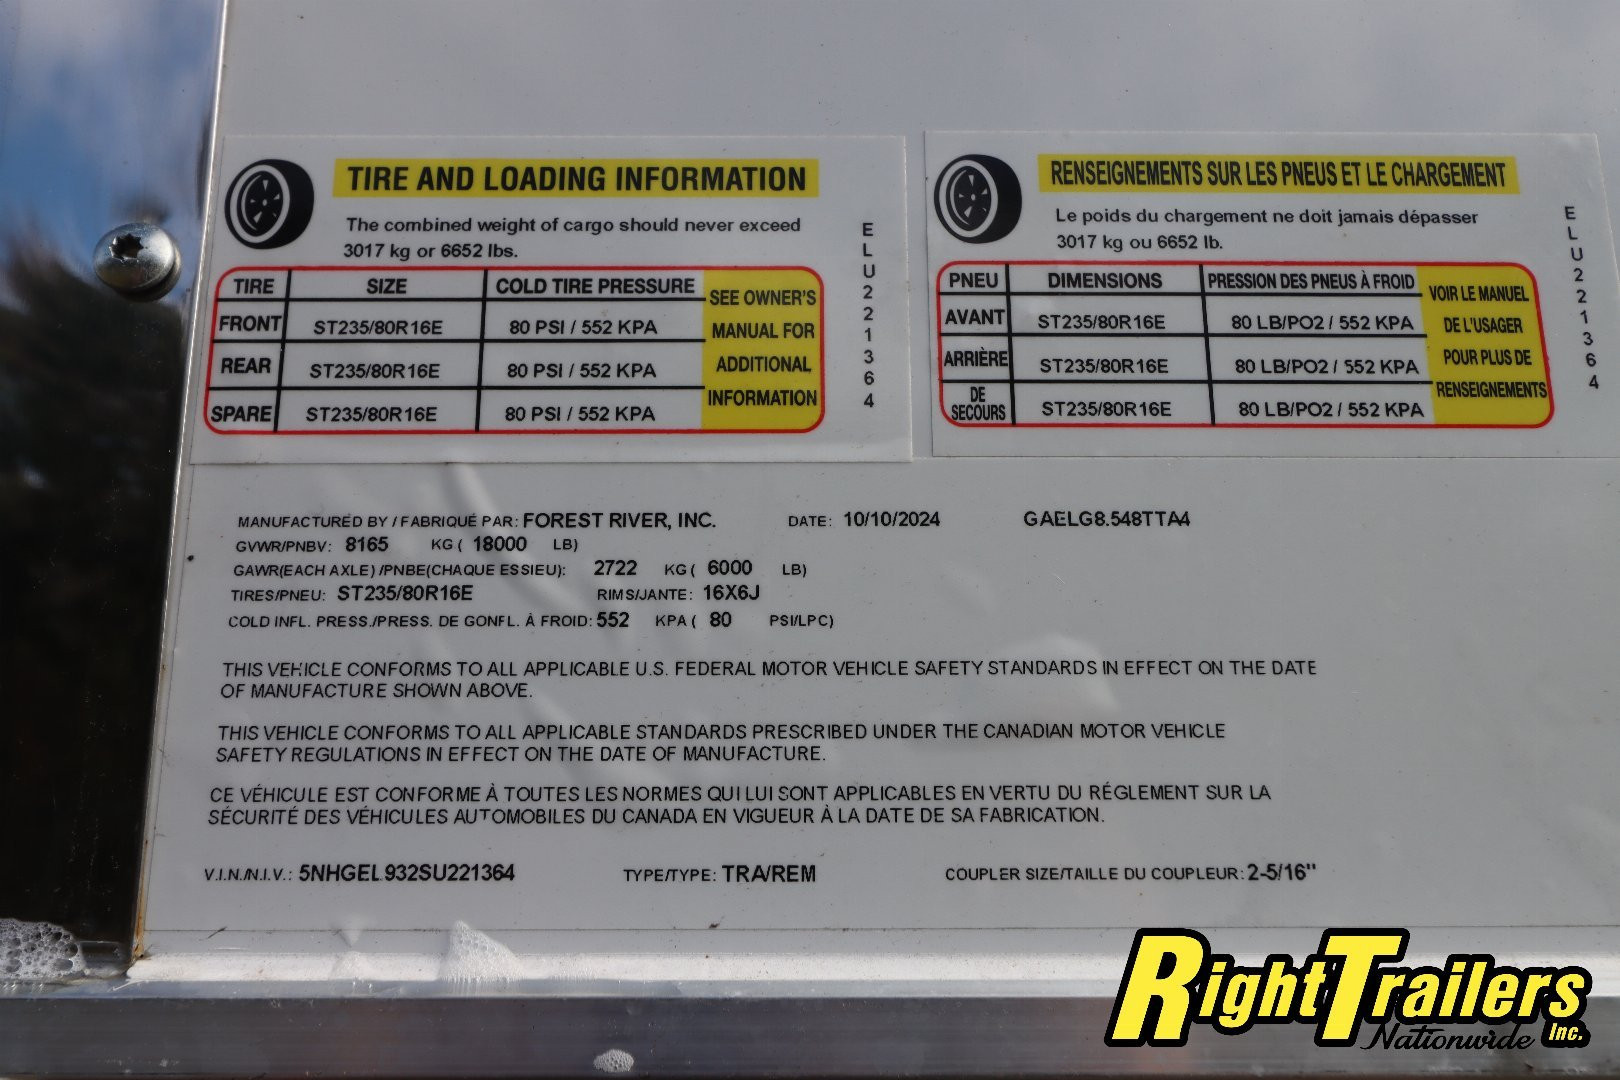 TIRE AND LOADING INFORMATION
The combined weight of cargo should never exceed
3017 kg or 6652 lbs.
TIRE SIZE COLD TIRE PRESSURE
FRONT ST235/80R16E 80 PSI / 552 KPA
REAR ST235/80R16E 80 PSI / 552 KPA
SPARE ST235/80R16E 80 PSI / 552 KPA
SEE OWNER'S
MANUAL FOR
ADDITIONAL
INFORMATION
ELU221364
RENSEIGNEMENTS SUR LES PNEUS ET LE CHARGEMENT
Le poids du chargement ne doit jamais dépasser
3017 kg ou 6652 lb.
PNEU DIMENSIONS PRESSION DES PNEUS À FROID
AVANT ST235/80R16E 80 LB/PO2 / 552 KPA
ARRIÈRE ST235/80R16E 80 LB/PO2 / 552 KPA
DE
SECOURS ST235/80R16E 80 LB/PO2 / 552 KPA
VOIR LE MANUEL
DE L'USAGER
POUR PLUS DE
RENSEIGNEMENTS
ELU221364
MANUFACTURED BY / FABRIQUÉ PAR: FOREST RIVER, INC. DATE: 10/10/2024 GAELG8.548TTA4
GVWR/PNBV: 8165 KG ( 18000 LB)
GAWR(EACH AXLE) /PNBE(CHAQUE ESSIEU): 2722 KG ( 6000 LB)
TIRES/PNEU: ST235/80R16E RIMS/JANTE: 16X6J
COLD INFL. PRESS./PRESS. DE GONFL. À FROID: 552 KPA ( 80 PSI/LPC)
THIS VEHICLE CONFORMS TO ALL APPLICABLE U.S. FEDERAL MOTOR VEHICLE SAFETY STANDARDS IN EFFECT ON THE DATE
OF MANUFACTURE SHOWN ABOVE.
THIS VEHICLE CONFORMS TO ALL APPLICABLE STANDARDS PRESCRIBED UNDER THE CANADIAN MOTOR VEHICLE
SAFETY REGULATIONS IN EFFECT ON THE DATE OF MANUFACTURE.
CE VÉHICULE EST CONFORME À TOUTES LES NORMES QUI LUI SONT APPLICABLES EN VERTU DU RÉGLEMENT SUR LA
SÉCURITÉ DES VÉHICULES AUTOMOBILES DU CANADA EN VIGUEUR À LA DATE DE SA FABRICATION.
V.I.N./N.I.V.: 5NHGEL932SU221364 TYPE/TYPE: TRA/REM COUPLER SIZE/TAILLE DU COUPLEUR: 2-5/16"
RightTrailers
Nationwide Inc.